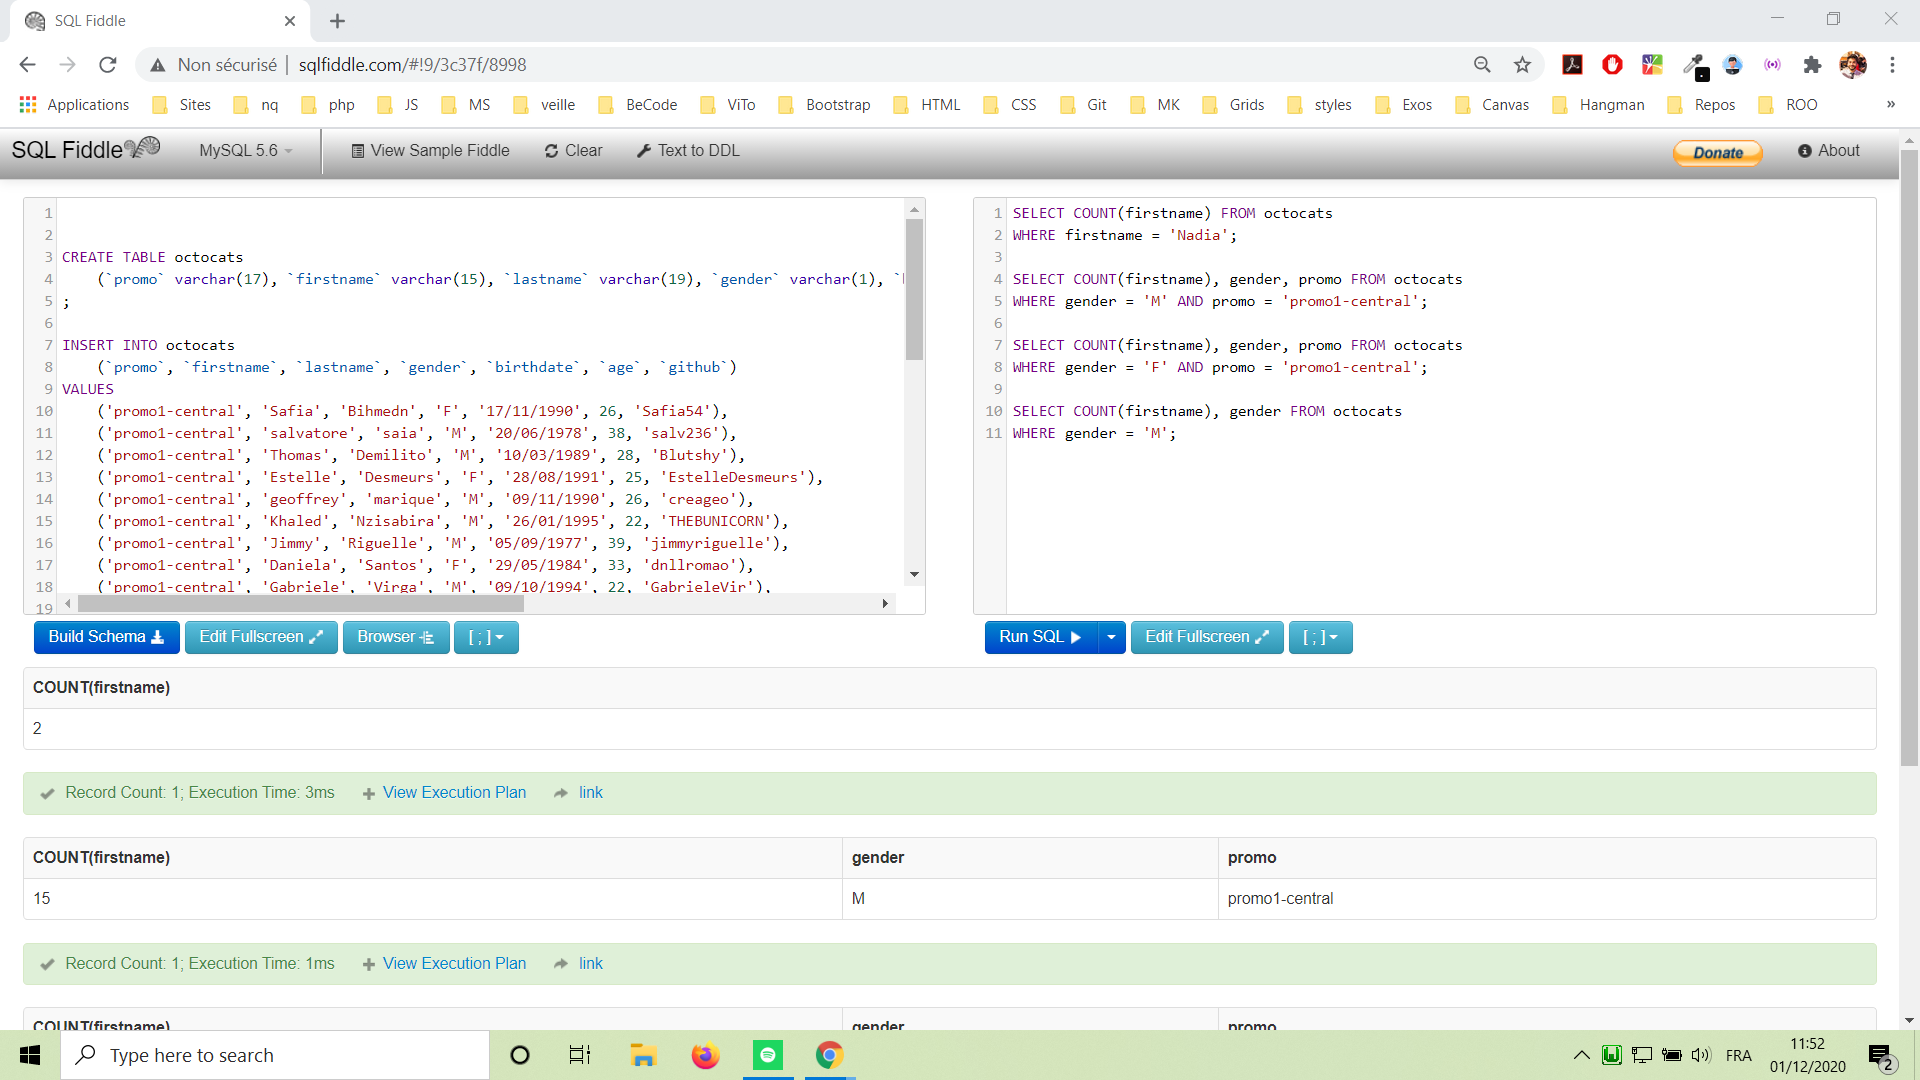 SQL Fiddle
Non sécurisé | sqlfiddle.com/#!9/3c37f/8998
Applications Sites nq php JS MS veille BeCode ViTo Bootstrap HTML CSS Git MK Grids styles Exos Canvas Hangman Repos ROO »
SQL Fiddle MySQL 5.6 View Sample Fiddle Clear Text to DDL Donate About
1
2
3 CREATE TABLE octocats
4 (`promo` varchar(17), `firstname` varchar(15), `lastname` varchar(19), `gender` varchar(1), `
5 ;
6
7 INSERT INTO octocats
8 (`promo`, `firstname`, `lastname`, `gender`, `birthdate`, `age`, `github`)
9 VALUES
10 ('promo1-central', 'Safia', 'Bihmedn', 'F', '17/11/1990', 26, 'Safia54'),
11 ('promo1-central', 'salvatore', 'saia', 'M', '20/06/1978', 38, 'salv236'),
12 ('promo1-central', 'Thomas', 'Demilito', 'M', '10/03/1989', 28, 'Blutshy'),
13 ('promo1-central', 'Estelle', 'Desmeurs', 'F', '28/08/1991', 25, 'EstelleDesmeurs'),
14 ('promo1-central', 'geoffrey', 'marique', 'M', '09/11/1990', 26, 'creageo'),
15 ('promo1-central', 'Khaled', 'Nzisabira', 'M', '26/01/1995', 22, 'THEBUNICORN'),
16 ('promo1-central', 'Jimmy', 'Riguelle', 'M', '05/09/1977', 39, 'jimmyriguelle'),
17 ('promo1-central', 'Daniela', 'Santos', 'F', '29/05/1984', 33, 'dnllromao'),
18 ('promo1-central', 'Gabriele', 'Virga', 'M', '09/10/1994', 22, 'GabrieleVir'),
19
1 SELECT COUNT(firstname) FROM octocats
2 WHERE firstname = 'Nadia';
3
4 SELECT COUNT(firstname), gender, promo FROM octocats
5 WHERE gender = 'M' AND promo = 'promo1-central';
6
7 SELECT COUNT(firstname), gender, promo FROM octocats
8 WHERE gender = 'F' AND promo = 'promo1-central';
9
10 SELECT COUNT(firstname), gender FROM octocats
11 WHERE gender = 'M';
Build Schema Edit Fullscreen Browser [ ; ]
Run SQL Edit Fullscreen [ ; ]
COUNT(firstname)
2
Record Count: 1; Execution Time: 3ms View Execution Plan link
COUNT(firstname) gender promo
15 M promo1-central
Record Count: 1; Execution Time: 1ms View Execution Plan link
COUNT(firstname) gender promo
Type here to search
FRA
11:52
01/12/2020
2